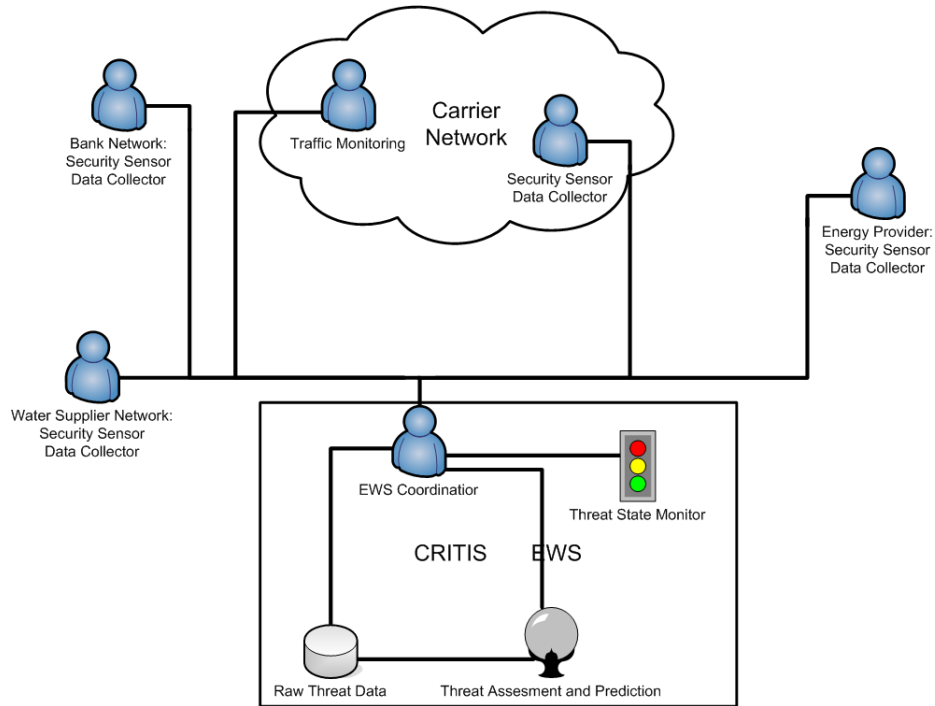 Carrier
Network
Traffic Monitoring
Bank Network:
Security Sensor
Data Collector
Security Sensor
Data Collector
Energy Provider:
Security Sensor
Data Collector
Water Supplier Network:
Security Sensor
Data Collector
EWS Coordinatior
Threat State Monitor
CRITIS EWS
Raw Threat Data
Threat Assesment and Prediction